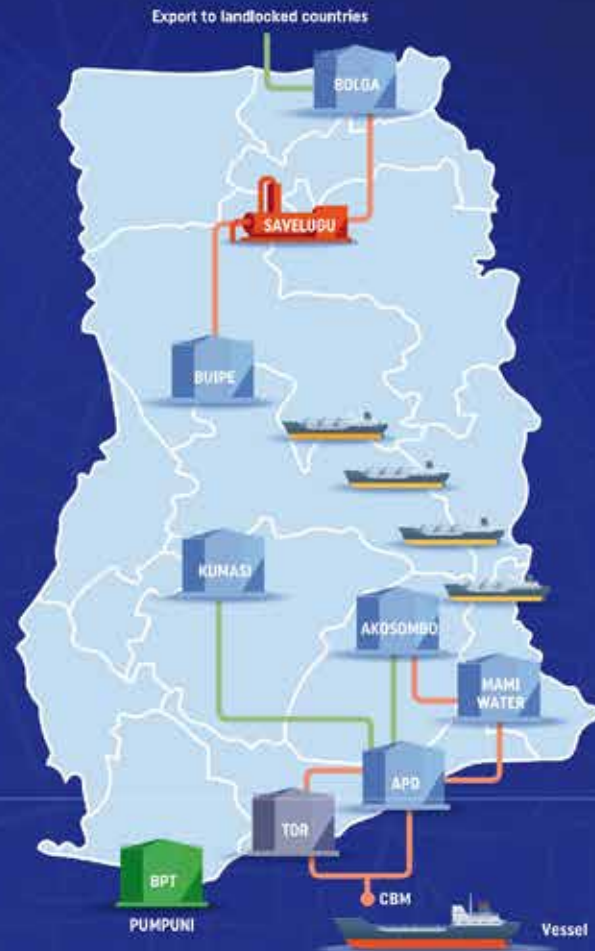 Export to landlocked countries
BOLGA
SAVELUGU
BUIPE
KUMASI
AKOSOMBO
MAMI
WATER
APD
TOR
BPT
CBM
PUMPUNI
Vessel